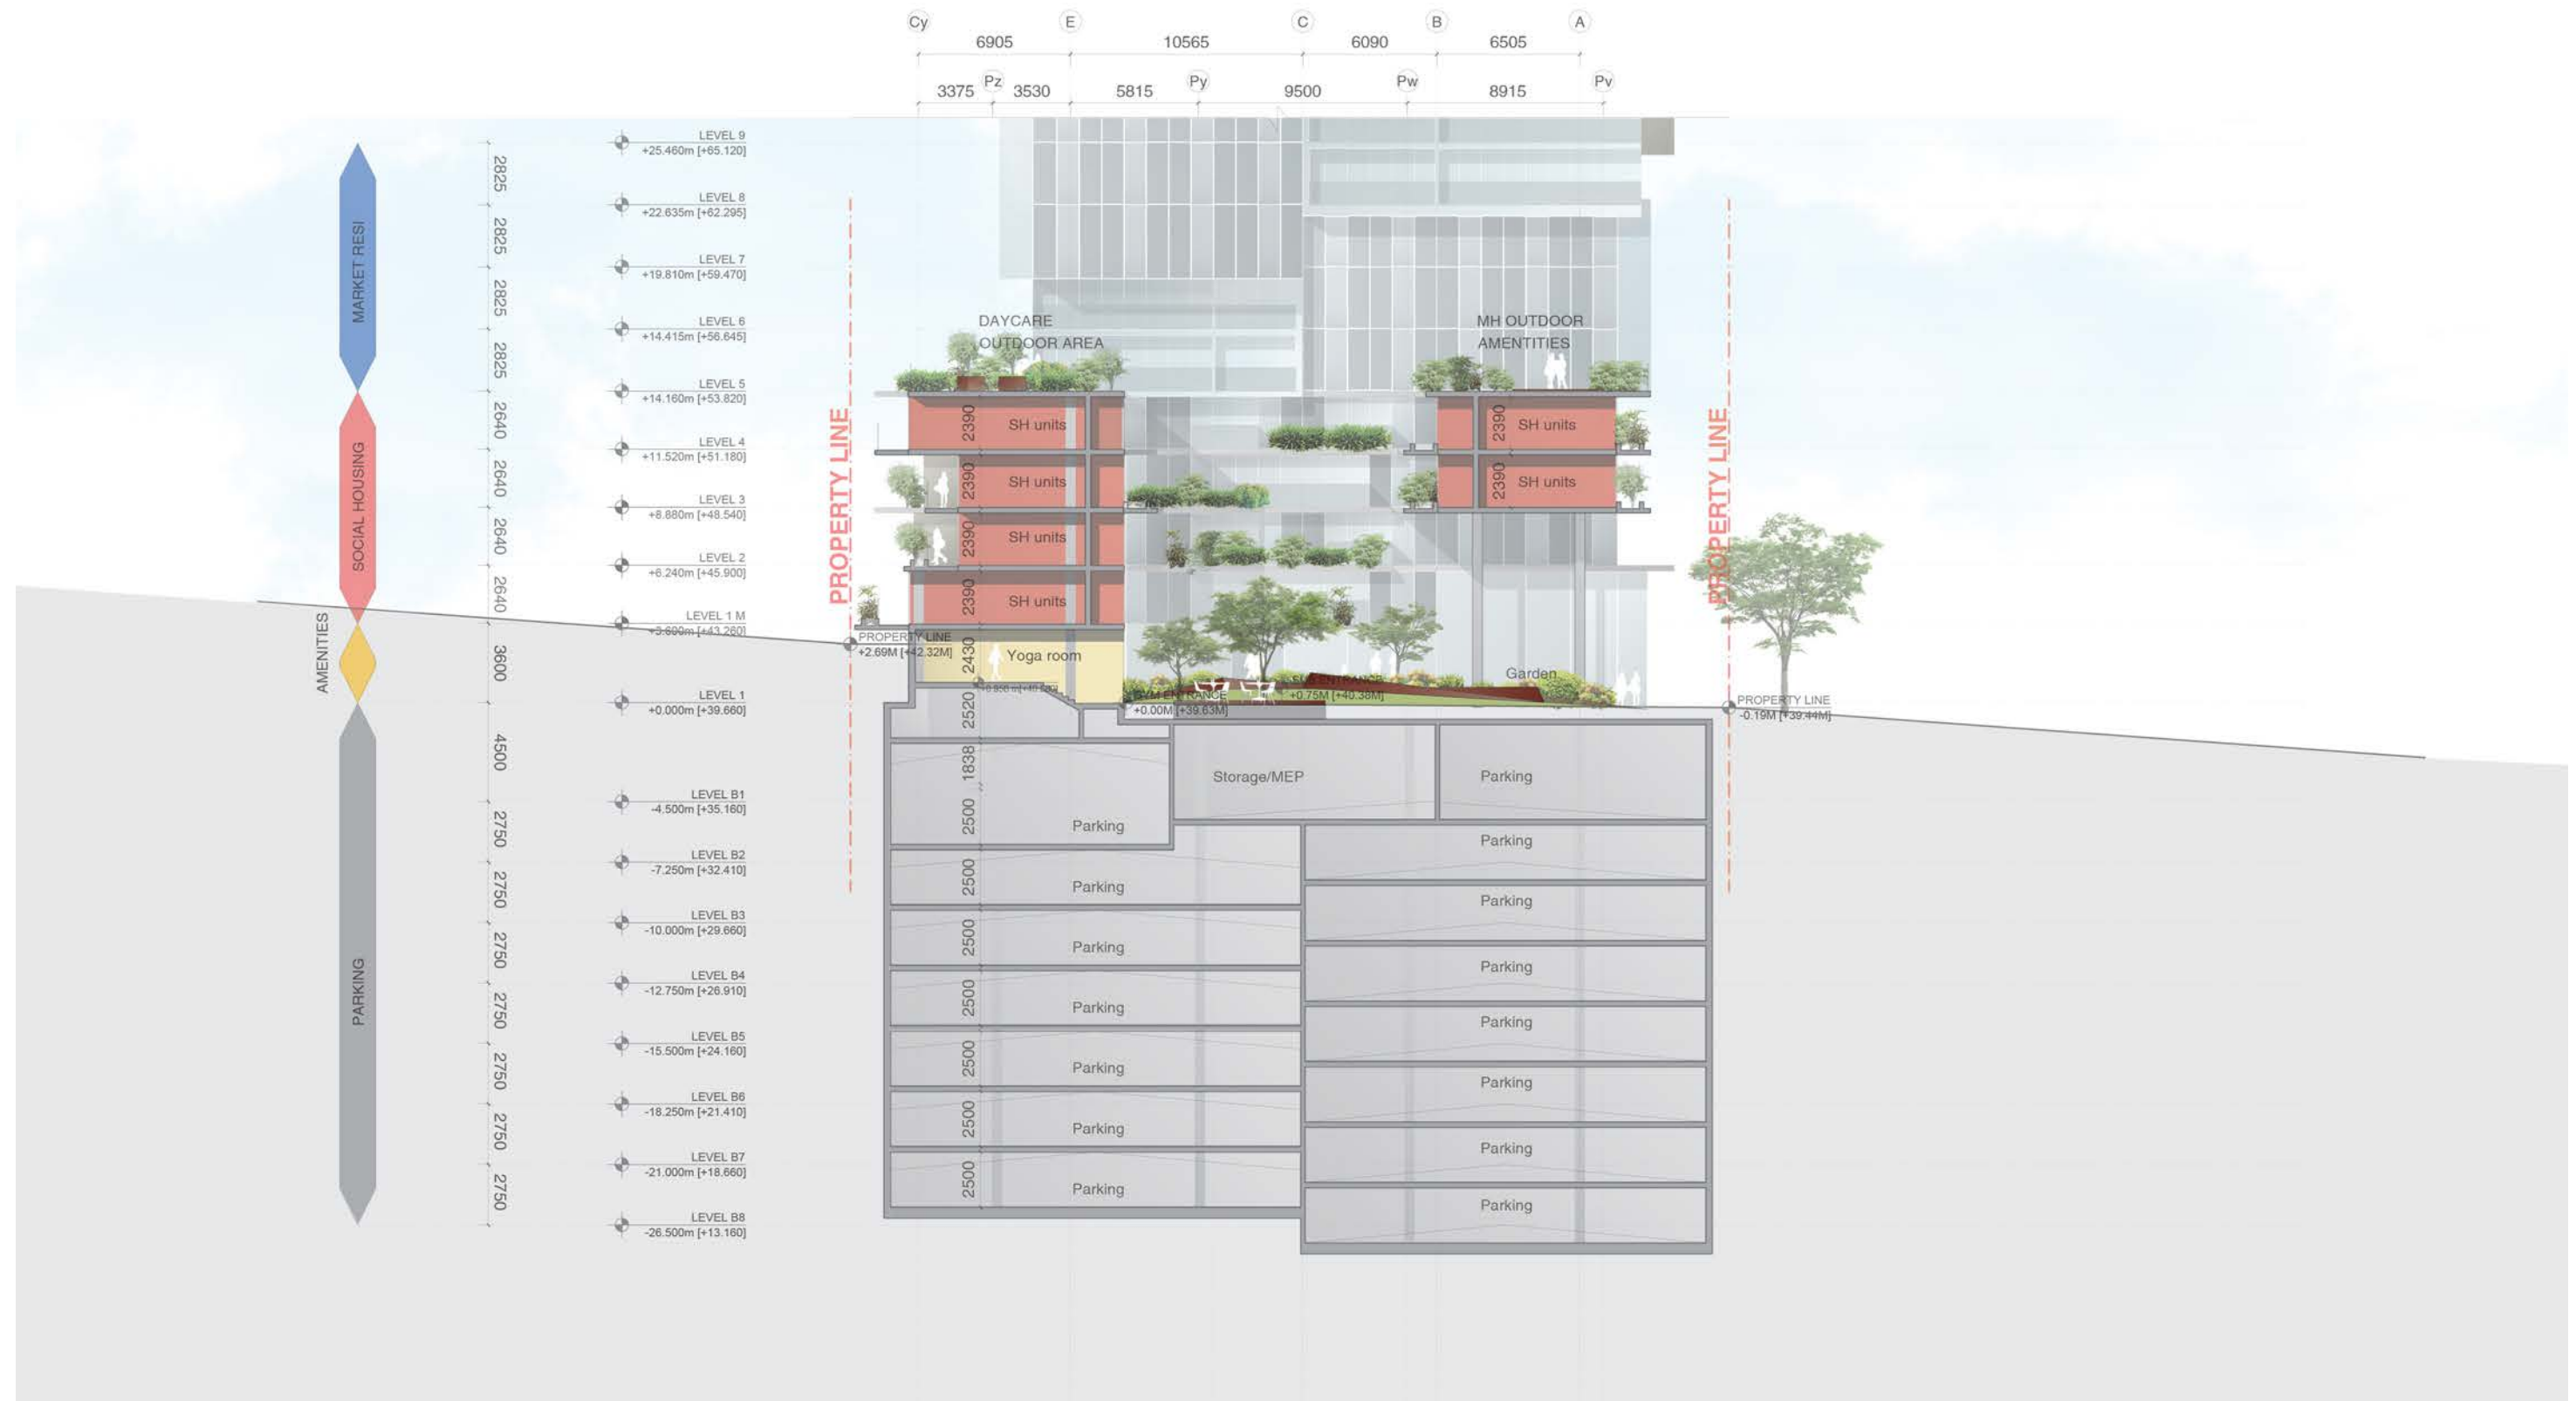 Cy E C B A
6905 10565 6090 6505
Pz Py Pw Pv
3375 3530 5815 9500 8915
LEVEL 9
+25.460m [+65.120]
2825
LEVEL 8
+22.635m [+62.295]
2825
LEVEL 7
+19.810m [+59.470]
2825
LEVEL 6
+14.415m [+56.645]
2825
LEVEL 5
+14.160m [+53.820]
2640
LEVEL 4
+11.520m [+51.180]
2640
LEVEL 3
+8.880m [+48.540]
2640
LEVEL 2
+6.240m [+45.900]
2640
LEVEL 1 M
+3.600m [+43.260]
3600
LEVEL 1
+0.000m [+39.660]
4500
LEVEL B1
-4.500m [+35.160]
2750
LEVEL B2
-7.250m [+32.410]
2750
LEVEL B3
-10.000m [+29.660]
2750
LEVEL B4
-12.750m [+26.910]
2750
LEVEL B5
-15.500m [+24.160]
2750
LEVEL B6
-18.250m [+21.410]
2750
LEVEL B7
-21.000m [+18.660]
2750
LEVEL B8
-26.500m [+13.160]
MARKET RESI
SOCIAL HOUSING
AMENITIES
PARKING
PROPERTY LINE
PROPERTY LINE
DAYCARE
OUTDOOR AREA
MH OUTDOOR
AMENTITIES
2390 SH units
2390 SH units
2390 SH units
2390 SH units
2390 SH units
2390 SH units
PROPERTY LINE
+2.69M [+42.32M]
2430 Yoga room
Garden
GYM ENTRANCE
+0.00M [+39.63M]
ENTRANCE
+0.75M [+40.38M]
PROPERTY LINE
-0.19M [+39.44M]
2520
1838
Storage/MEP
Parking
2500 Parking
Parking
2500 Parking
Parking
2500 Parking
Parking
2500 Parking
Parking
2500 Parking
Parking
2500 Parking
Parking
2500 Parking
Parking